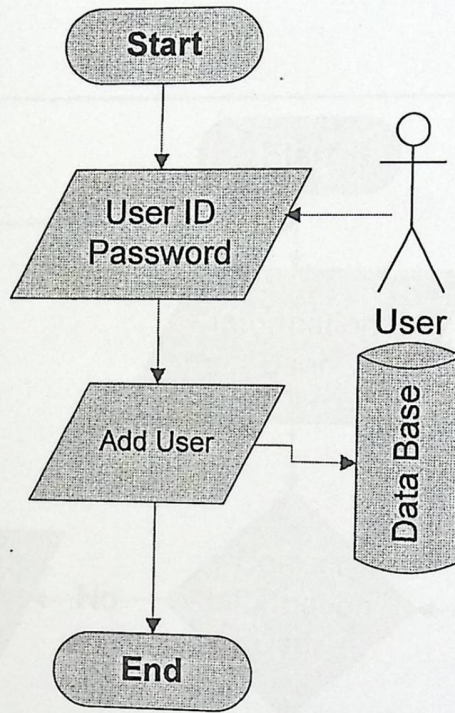 Start
User ID
Password
User
Add User
Data Base
End